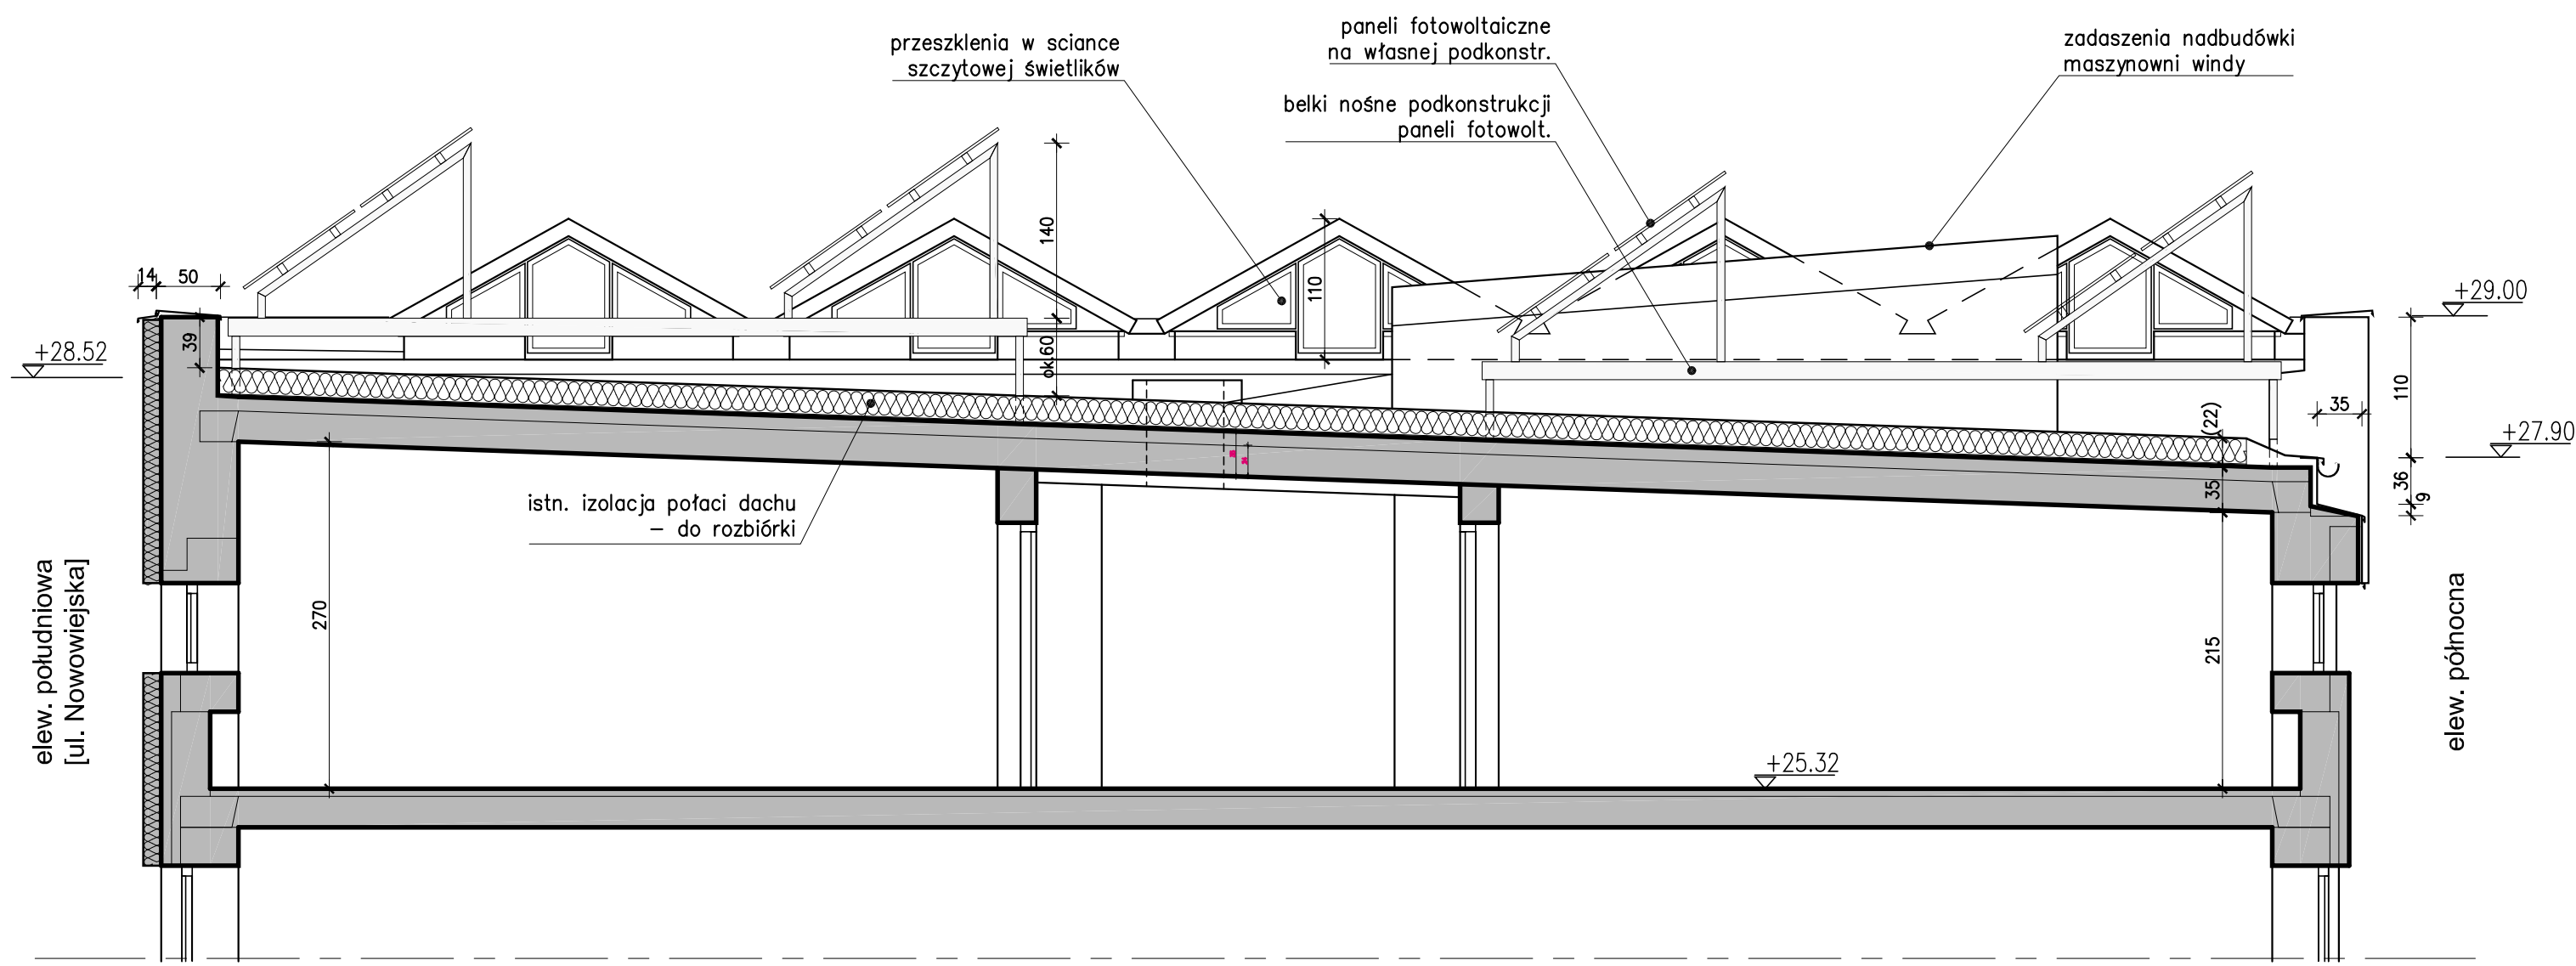 paneli fotowoltaiczne
na własnej podkonstr.
przeszklenia w sciance
szczytowej świetlików
zadaszenia nadbudówki
maszynowni windy
belki nośne podkonstrukcji
paneli fotowolt.
140
110
14
50
+29.00
39
+28.52
ok.60
110
35
(22)
+27.90
36
9
35
istn. izolacja połaci dachu
– do rozbiórki
elew. południowa
[ul. Nowowiejska]
270
215
elew. północna
+25.32